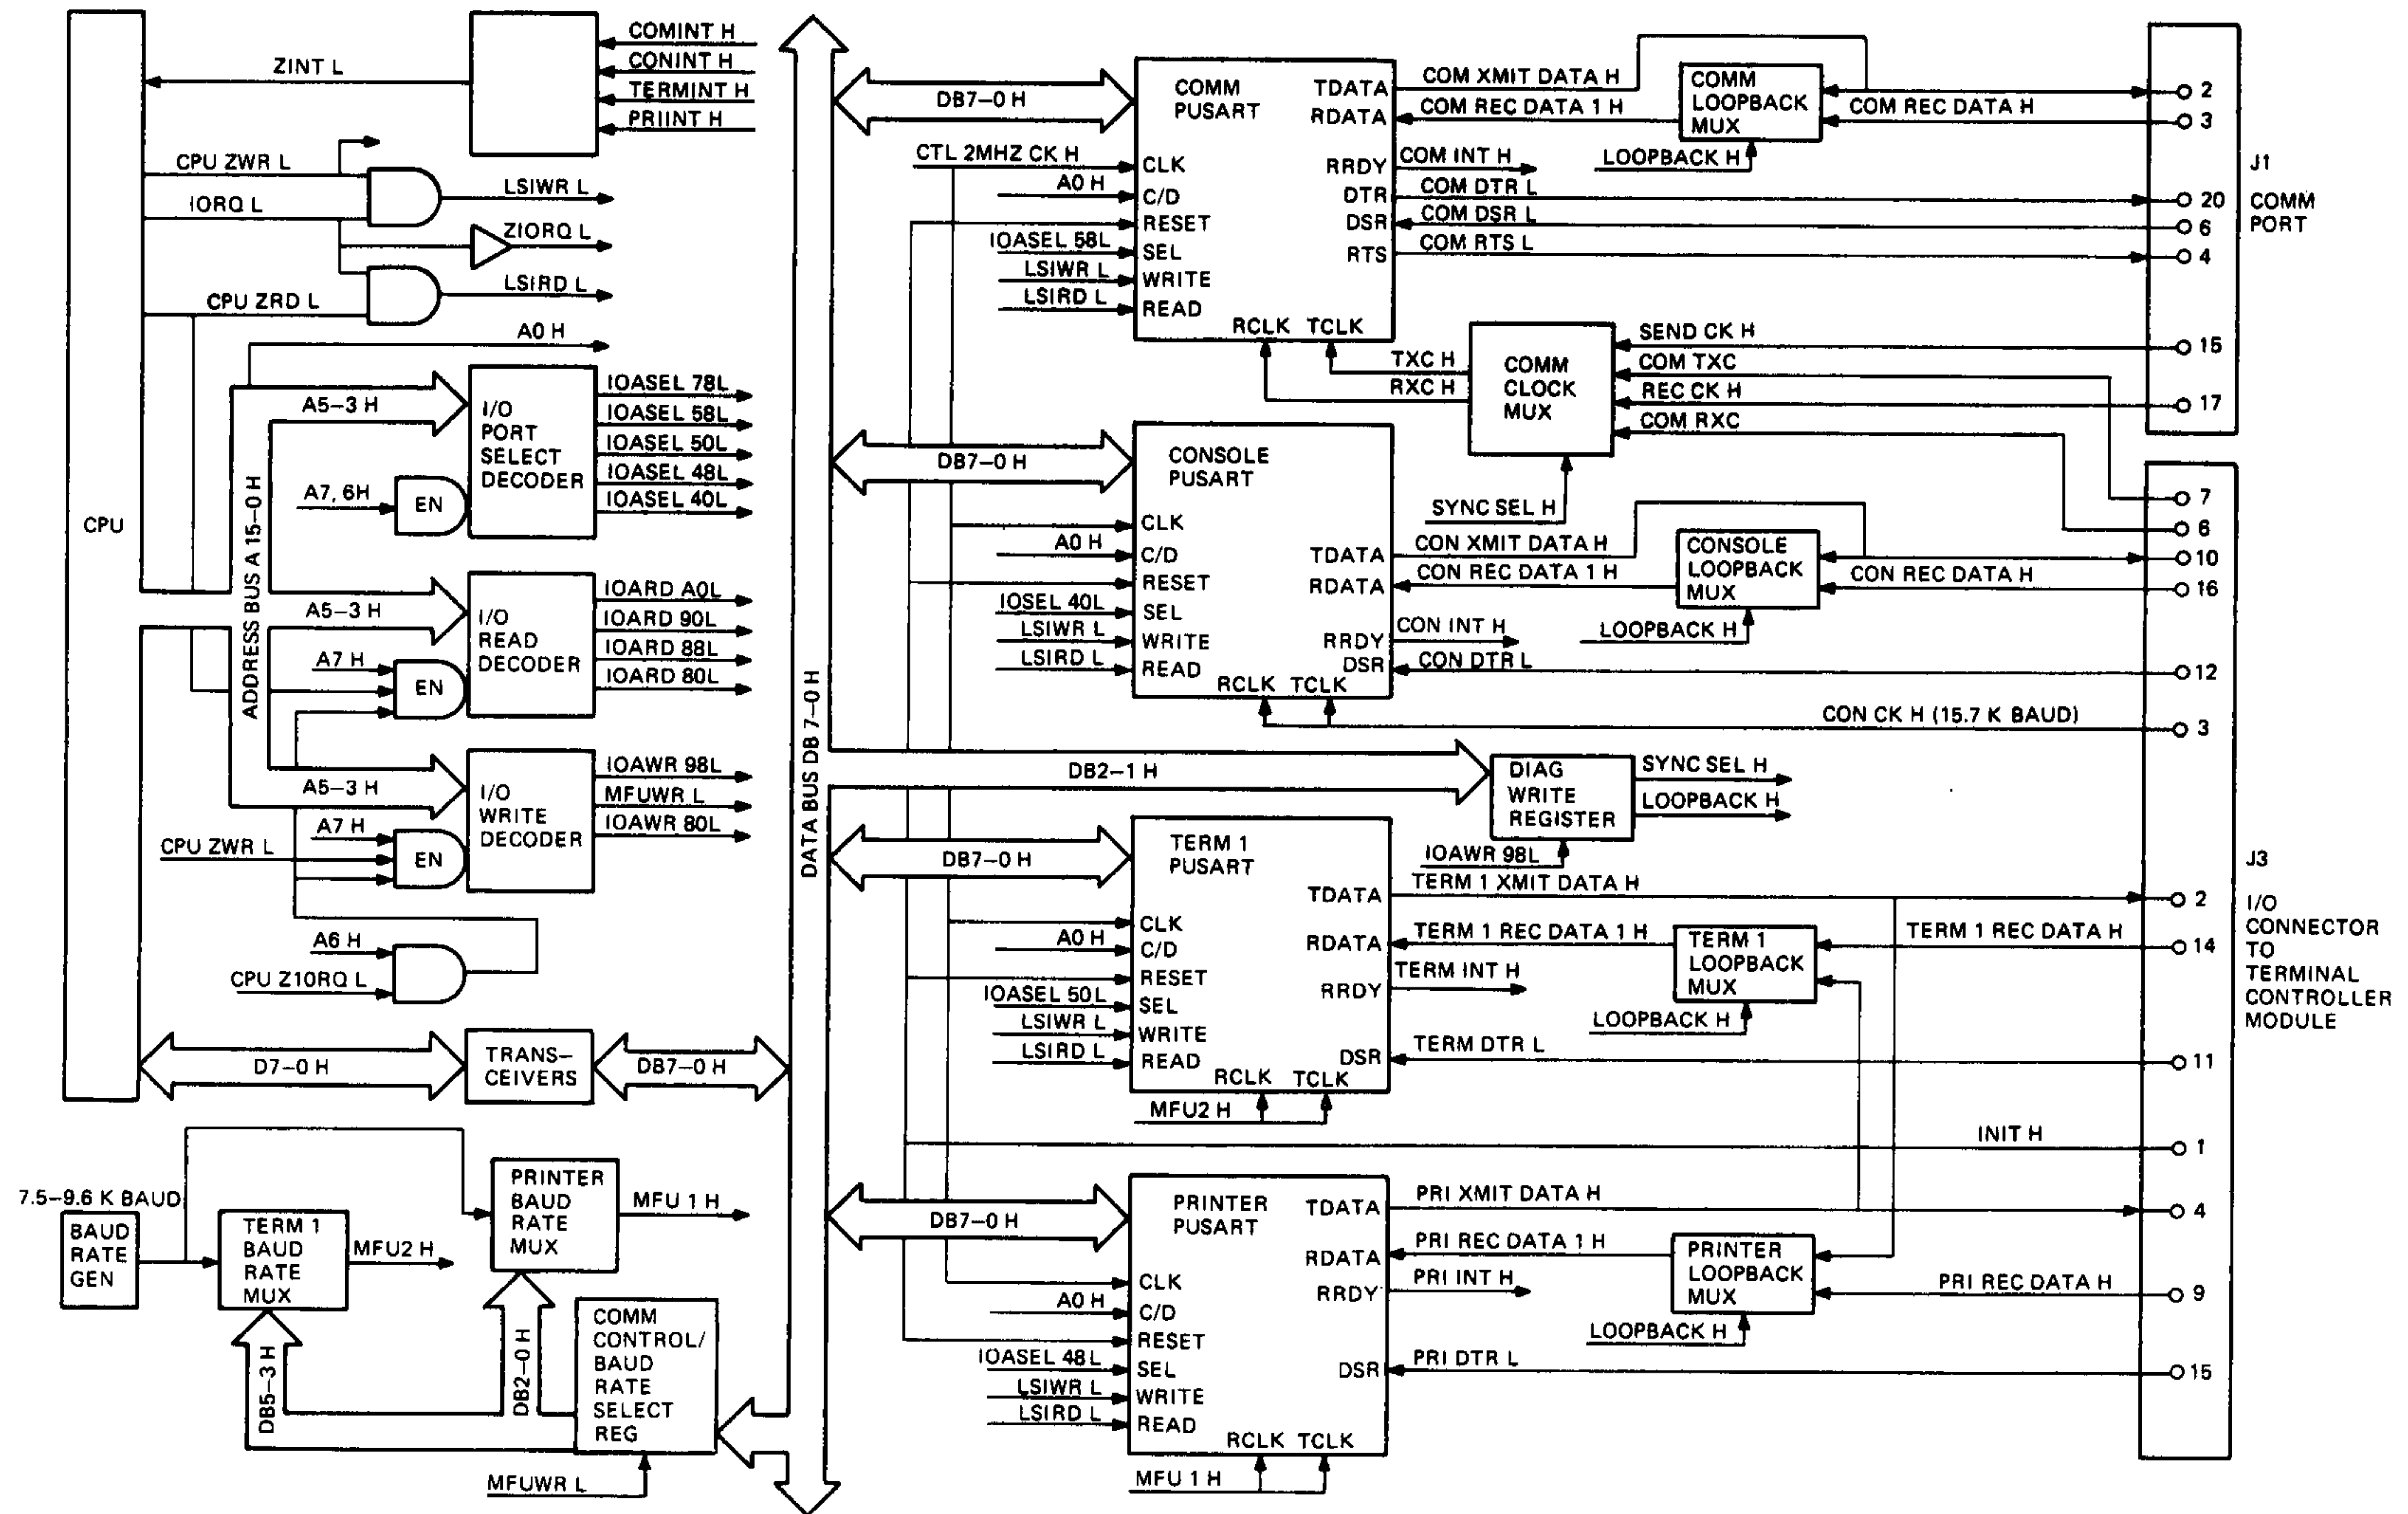 COMINT H
CONINT H
TERMINT H
PRIINT H
ZINT L
CPU ZWR L
IORQ L
LSIWR L
ZIORQ L
CPU ZRD L
LSIRD L
A0 H
CPU
ADDRESS BUS A 15-0 H
A5-3 H
I/O
PORT
SELECT
DECODER
A7, 6H
EN
IOASEL 78L
IOASEL 58L
IOASEL 50L
IOASEL 48L
IOASEL 40L
A5-3 H
I/O
READ
DECODER
A7 H
EN
IOARD A0L
IOARD 90L
IOARD 88L
IOARD 80L
A5-3 H
I/O
WRITE
DECODER
A7 H
CPU ZWR L
EN
IOAWR 98L
MFUWR L
IOAWR 80L
A6 H
CPU Z10RQ L
D7-0 H
TRANS-
CEIVERS
DB7-0 H
7.5-9.6 K BAUD
BAUD
RATE
GEN
TERM 1
BAUD
RATE
MUX
MFU2 H
PRINTER
BAUD
RATE
MUX
MFU 1 H
DB5-3 H
DB2-0 H
COMM
CONTROL/
BAUD
RATE
SELECT
REG
MFUWR L
DATA BUS DB 7-0 H
DB7-0 H
COMM
PUSART
CTL 2MHZ CK H
CLK
A0 H
C/D
RESET
IOASEL 58L
SEL
LSIWR L
WRITE
LSIRD L
READ
TDATA
RDATA
RRDY
DTR
DSR
RTS
RCLK TCLK
COM XMIT DATA H
COM REC DATA 1 H
COM INT H
COM DTR L
COM DSR L
COM RTS L
COMM
LOOPBACK
MUX
LOOPBACK H
COM REC DATA H
TXC H
RXC H
COMM
CLOCK
MUX
SYNC SEL H
SEND CK H
COM TXC
REC CK H
COM RXC
2
3
20
6
4
15
17
J1
COMM
PORT
DB7-0 H
CONSOLE
PUSART
CLK
A0 H
C/D
RESET
IOSEL 40L
SEL
LSIWR L
WRITE
LSIRD L
READ
TDATA
RDATA
RRDY
DSR
RCLK TCLK
CON XMIT DATA H
CON REC DATA 1 H
CON INT H
CON DTR L
CONSOLE
LOOPBACK
MUX
LOOPBACK H
CON REC DATA H
CON CK H (15.7 K BAUD)
DB2-1 H
DIAG
WRITE
REGISTER
IOAWR 98L
SYNC SEL H
LOOPBACK H
DB7-0 H
TERM 1
PUSART
CLK
A0 H
C/D
RESET
IOASEL 50L
SEL
LSIWR L
WRITE
LSIRD L
READ
TDATA
RDATA
RRDY
DSR
RCLK TCLK
MFU2 H
TERM 1 XMIT DATA H
TERM 1 REC DATA 1 H
TERM INT H
TERM DTR L
TERM 1
LOOPBACK
MUX
LOOPBACK H
TERM 1 REC DATA H
INIT H
DB7-0 H
PRINTER
PUSART
CLK
A0 H
C/D
RESET
IOASEL 48L
SEL
LSIWR L
WRITE
LSIRD L
READ
TDATA
RDATA
RRDY
DSR
RCLK TCLK
MFU 1 H
PRI XMIT DATA H
PRI REC DATA 1 H
PRI INT H
PRI DTR L
PRINTER
LOOPBACK
MUX
LOOPBACK H
PRI REC DATA H
7
6
10
16
12
3
2
14
11
1
4
9
15
J3
I/O
CONNECTOR
TO
TERMINAL
CONTROLLER
MODULE